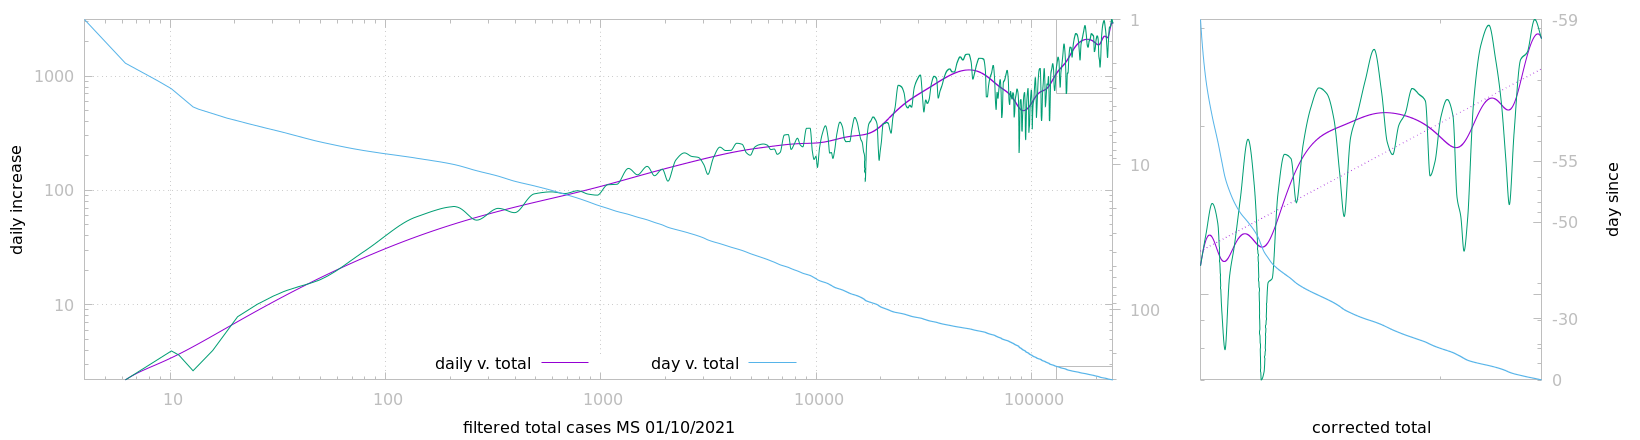 1000
100
10
daily increase
daily v. total
day v. total
10
100
1000
10000
100000
filtered total cases MS 01/10/2021
1
10
100
-59
-55
-50
-30
0
day since
corrected total